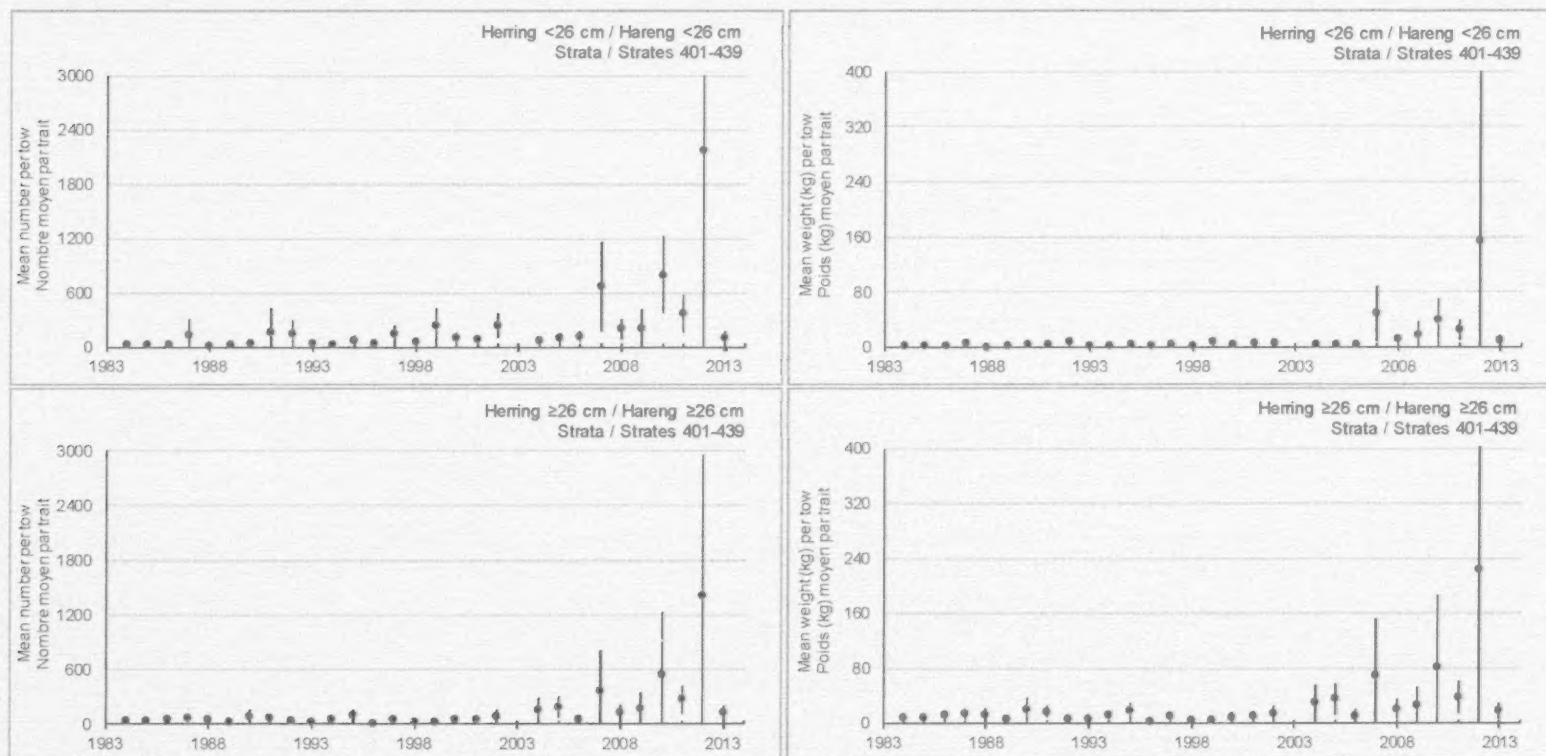 Herring <26 cm / Hareng <26 cm
Strata / Strates 401-439
Mean number per tow
Nombre moyen par trait
3000
2400
1800
1200
600
0
1983 1988 1993 1998 2003 2008 2013
Herring <26 cm / Hareng <26 cm
Strata / Strates 401-439
Mean weight (kg) per tow
Poids (kg) moyen par trait
400
320
240
160
80
0
1983 1988 1993 1998 2003 2008 2013
Herring ≥26 cm / Hareng ≥26 cm
Strata / Strates 401-439
Mean number per tow
Nombre moyen par trait
3000
2400
1800
1200
600
0
1983 1988 1993 1998 2003 2008 2013
Herring ≥26 cm / Hareng ≥26 cm
Strata / Strates 401-439
Mean weight (kg) per tow
Poids (kg) moyen par trait
400
320
240
160
80
0
1983 1988 1993 1998 2003 2008 2013